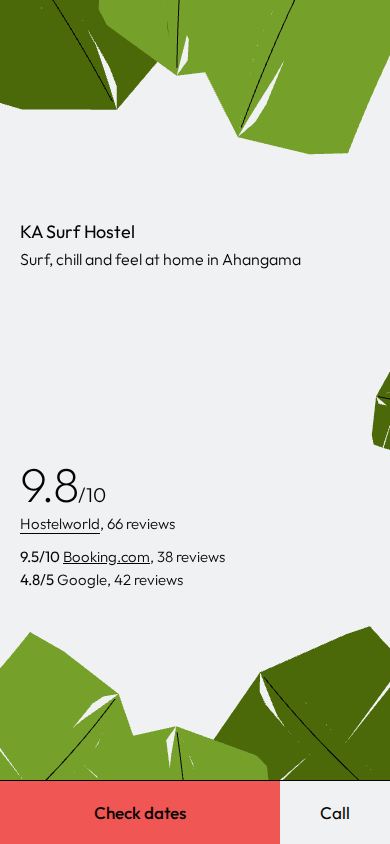 KA Surf Hostel
Surf, chill and feel at home in Ahangama
9.8/10
Hostelworld, 66 reviews
9.5/10 Booking.com, 38 reviews
4.8/5 Google, 42 reviews
Check dates
Call